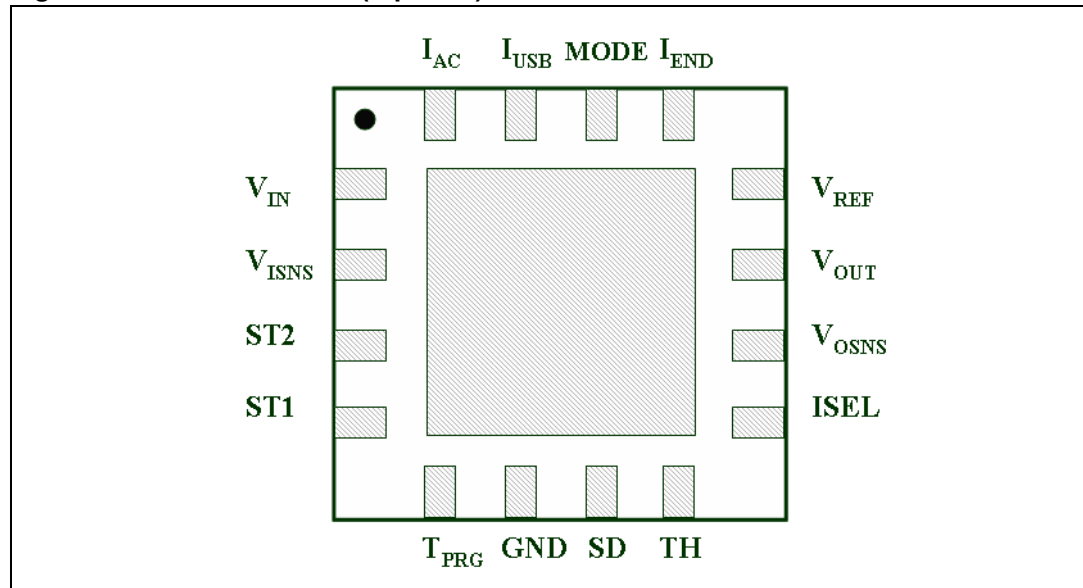 I_AC I_USB MODE I_END
V_IN V_REF
V_ISNS V_OUT
ST2 V_OSNS
ST1 ISEL
T_PRG GND SD TH